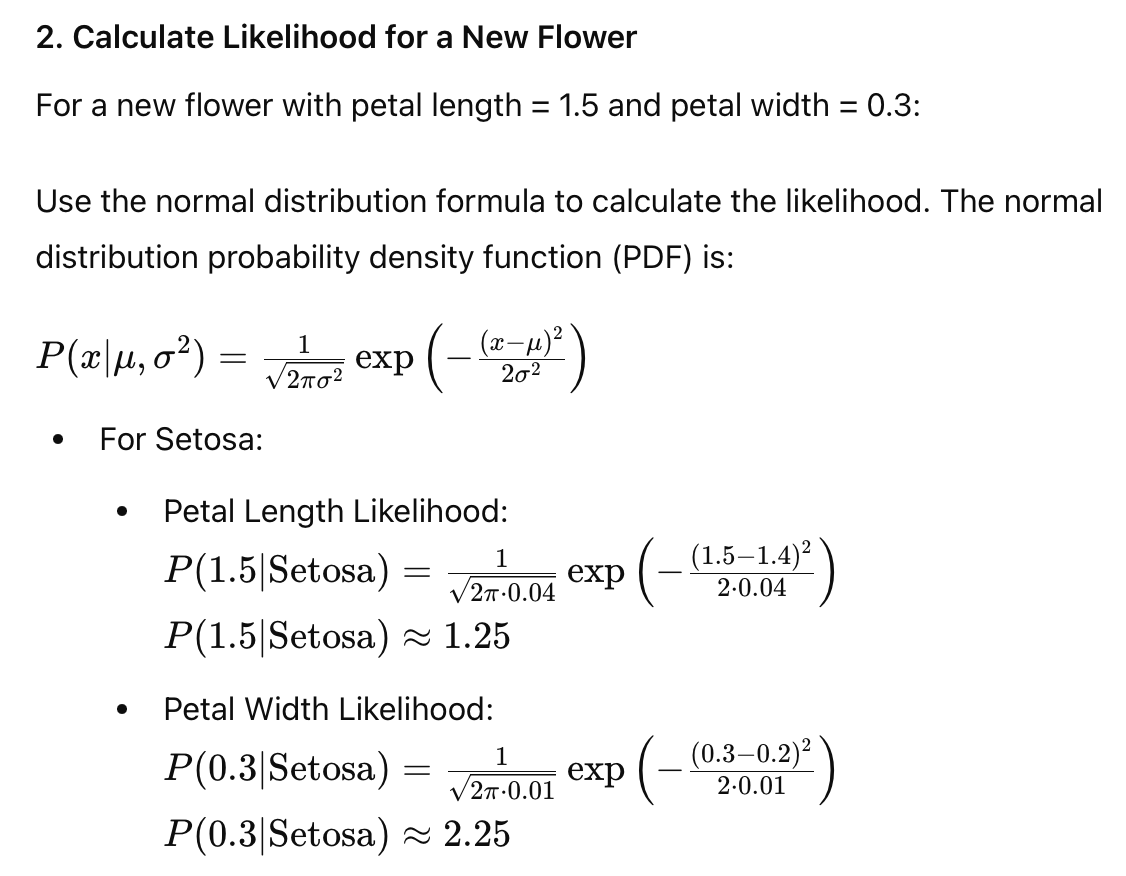 2. Calculate Likelihood for a New Flower
For a new flower with petal length = 1.5 and petal width = 0.3:
Use the normal distribution formula to calculate the likelihood. The normal
distribution probability density function (PDF) is:
$P(x|\mu, \sigma^2) = \frac{1}{\sqrt{2\pi\sigma^2}} \exp\left(-\frac{(x-\mu)^2}{2\sigma^2}\right)$
• For Setosa:
• Petal Length Likelihood:
$P(1.5|\text{Setosa}) = \frac{1}{\sqrt{2\pi \cdot 0.04}} \exp\left(-\frac{(1.5-1.4)^2}{2 \cdot 0.04}\right)$
$P(1.5|\text{Setosa}) \approx 1.25$
• Petal Width Likelihood:
$P(0.3|\text{Setosa}) = \frac{1}{\sqrt{2\pi \cdot 0.01}} \exp\left(-\frac{(0.3-0.2)^2}{2 \cdot 0.01}\right)$
$P(0.3|\text{Setosa}) \approx 2.25$